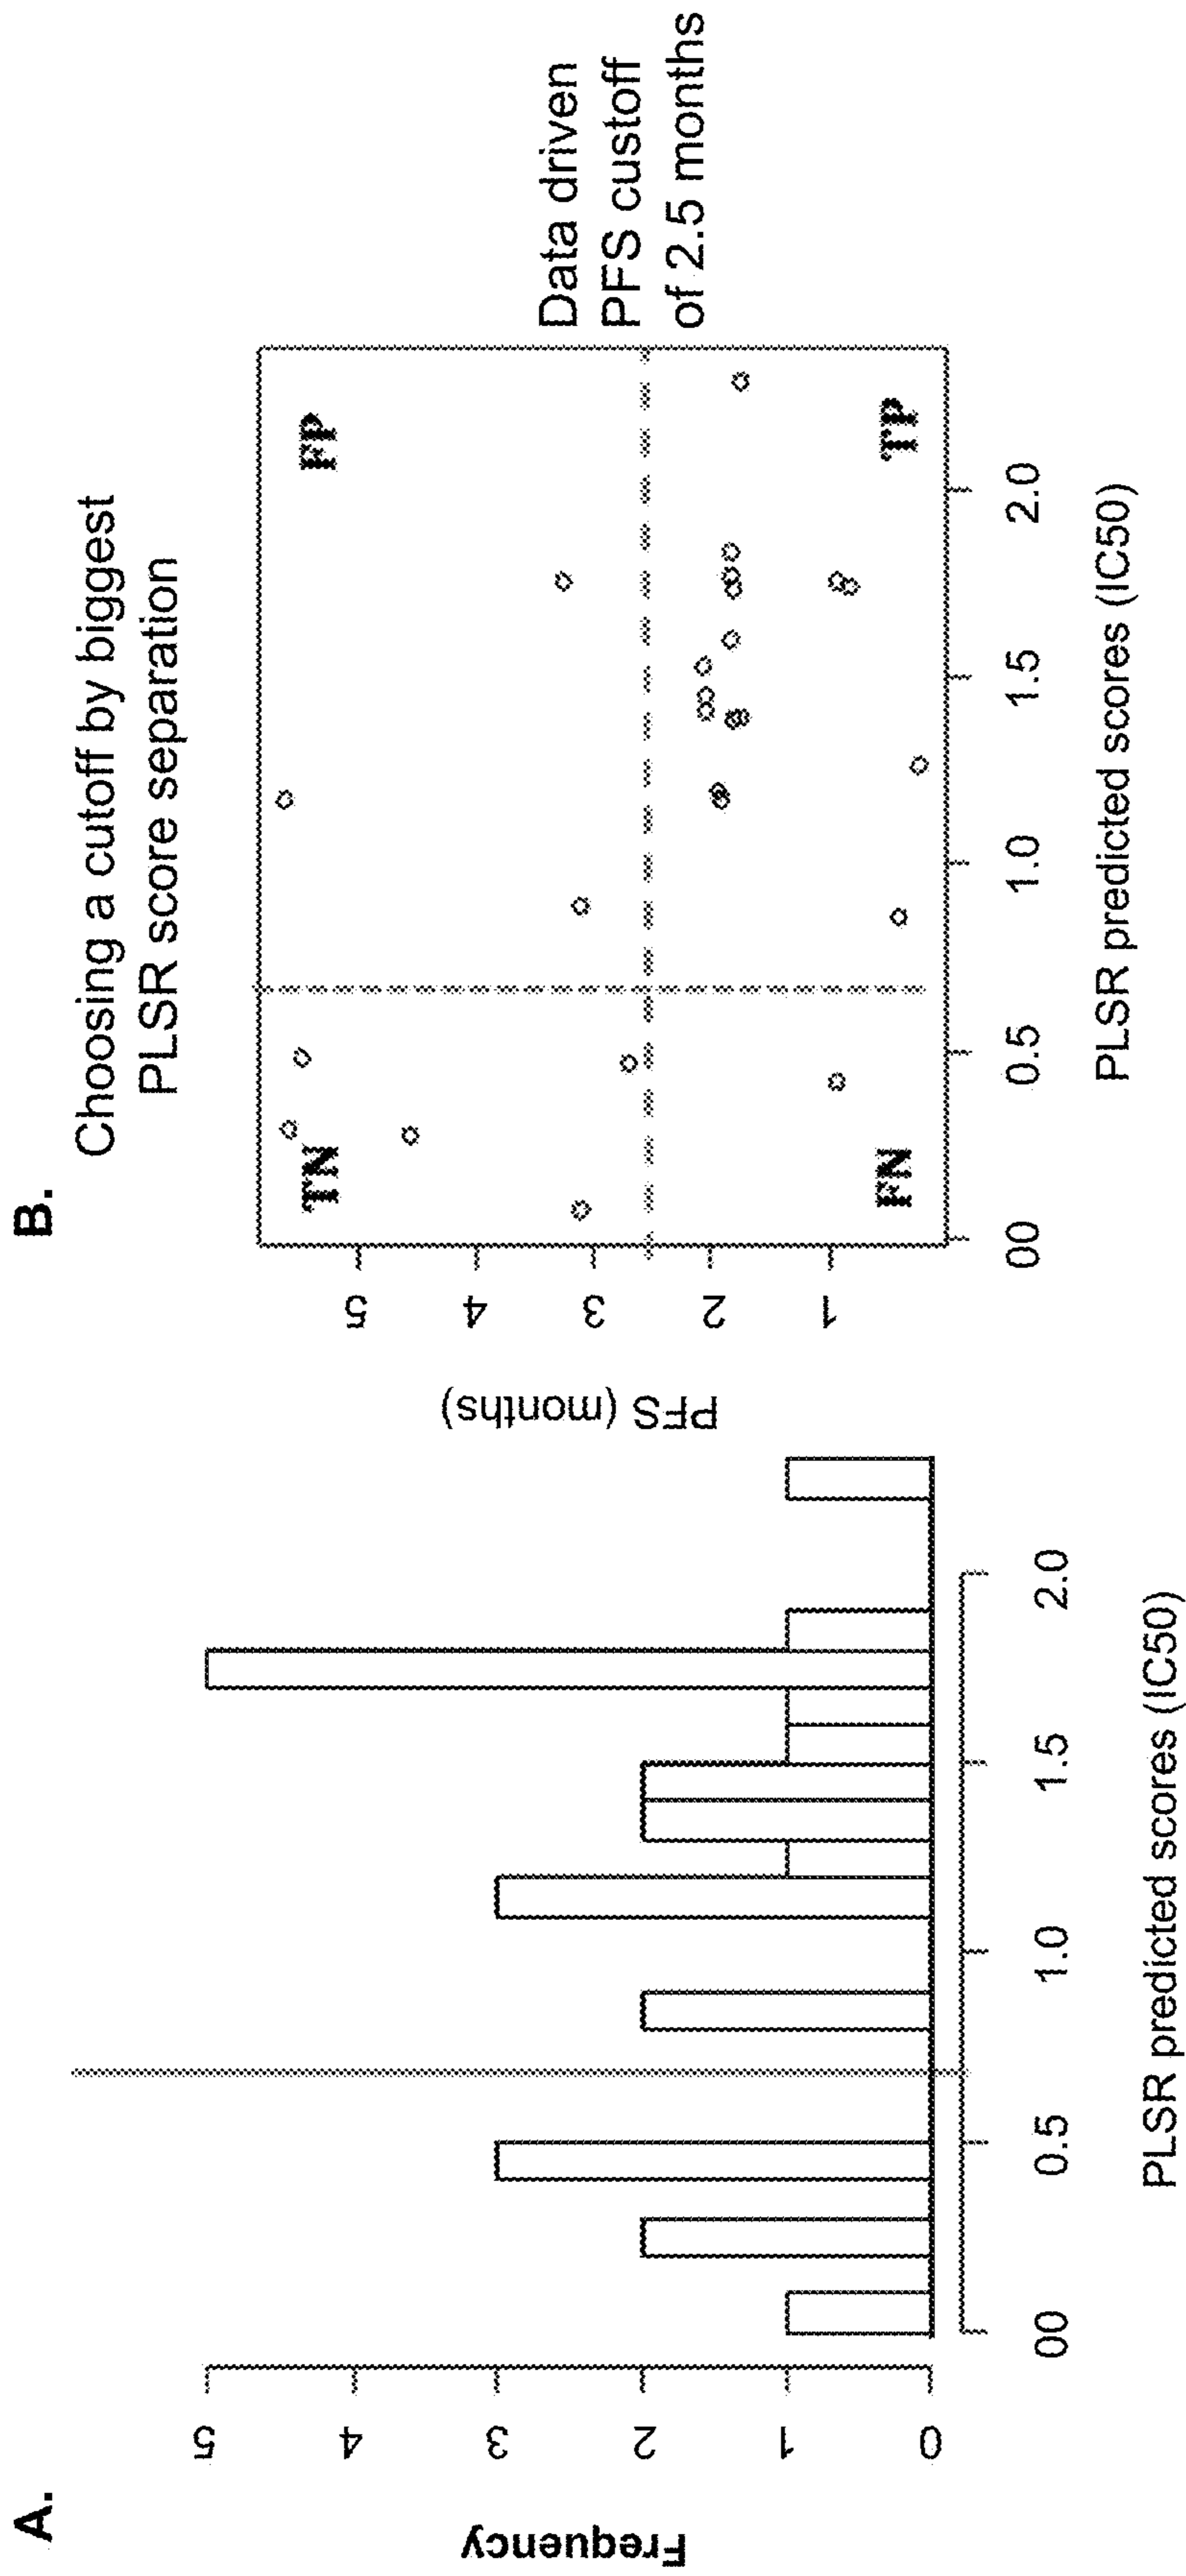 A.
Frequency
5
4
3
2
1
0
00
0.5
1.0
1.5
2.0
PLSR predicted scores (IC50)
B.
Choosing a cutoff by biggest
PLSR score separation
PFS (months)
5
4
3
2
1
TN
FP
FN
TP
00
0.5
1.0
1.5
2.0
PLSR predicted scores (IC50)
Data driven
PFS custoff
of 2.5 months